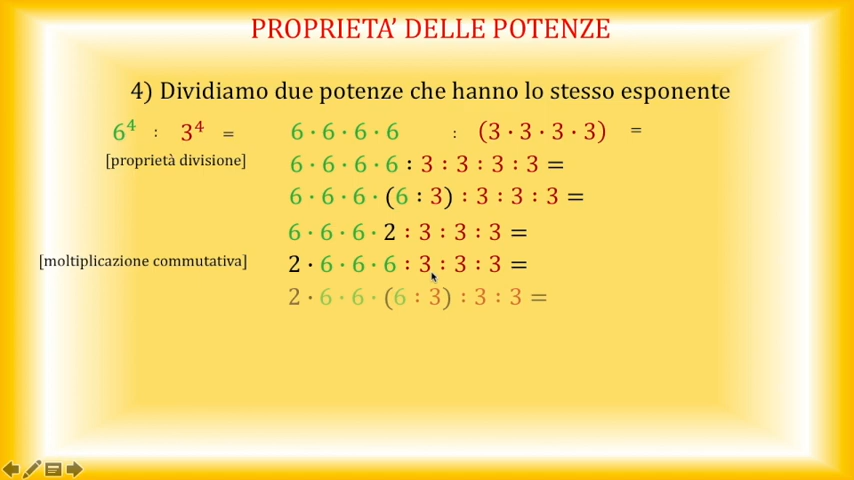 PROPRIETA’ DELLE POTENZE
4) Dividiamo due potenze che hanno lo stesso esponente
6⁴ : 3⁴ = 6 · 6 · 6 · 6 : (3 · 3 · 3 · 3) =
[proprietà divisione] 6 · 6 · 6 · 6 : 3 : 3 : 3 : 3 =
6 · 6 · 6 · (6 : 3) : 3 : 3 : 3 =
6 · 6 · 6 · 2 : 3 : 3 : 3 =
[moltiplicazione commutativa] 2 · 6 · 6 · 6 : 3 : 3 : 3 =
2 · 6 · 6 · (6 : 3) : 3 : 3 =